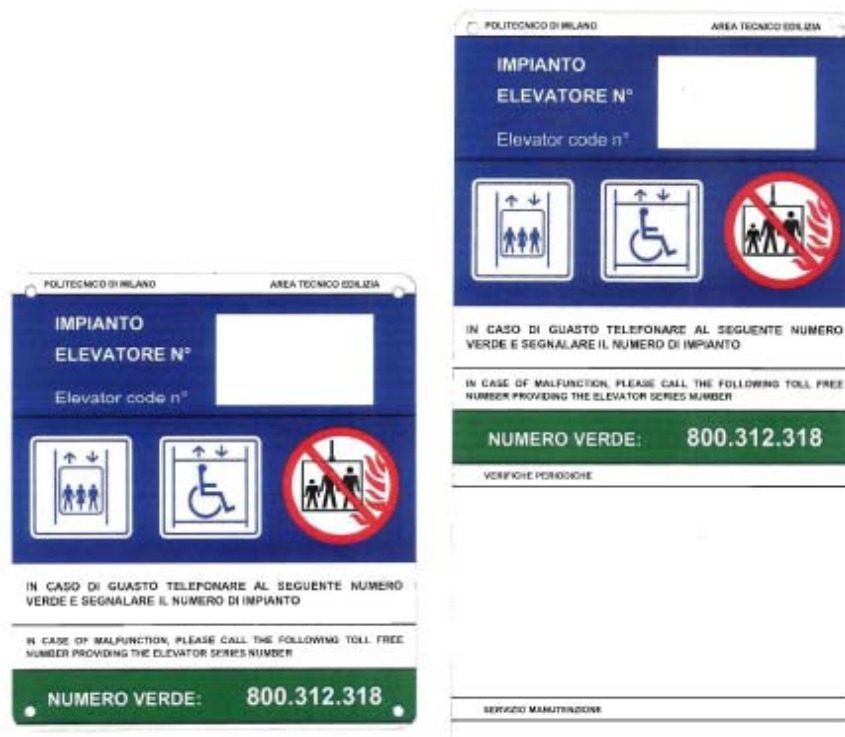 POLITECNICO DI MILANO AREA TECNICO EDILIZIA
IMPIANTO
ELEVATORE N°
Elevator code n°
IN CASO DI GUASTO TELEFONARE AL SEGUENTE NUMERO
VERDE E SEGNALARE IL NUMERO DI IMPIANTO
IN CASE OF MALFUNCTION, PLEASE CALL THE FOLLOWING TOLL FREE
NUMBER PROVIDING THE ELEVATOR SERIES NUMBER
NUMERO VERDE: 800.312.318
POLITECNICO DI MILANO AREA TECNICO EDILIZIA
IMPIANTO
ELEVATORE N°
Elevator code n°
IN CASO DI GUASTO TELEFONARE AL SEGUENTE NUMERO
VERDE E SEGNALARE IL NUMERO DI IMPIANTO
IN CASE OF MALFUNCTION, PLEASE CALL THE FOLLOWING TOLL FREE
NUMBER PROVIDING THE ELEVATOR SERIES NUMBER
NUMERO VERDE: 800.312.318
VERIFICHE PERIODICHE
SERVIZIO MANUTENZIONE